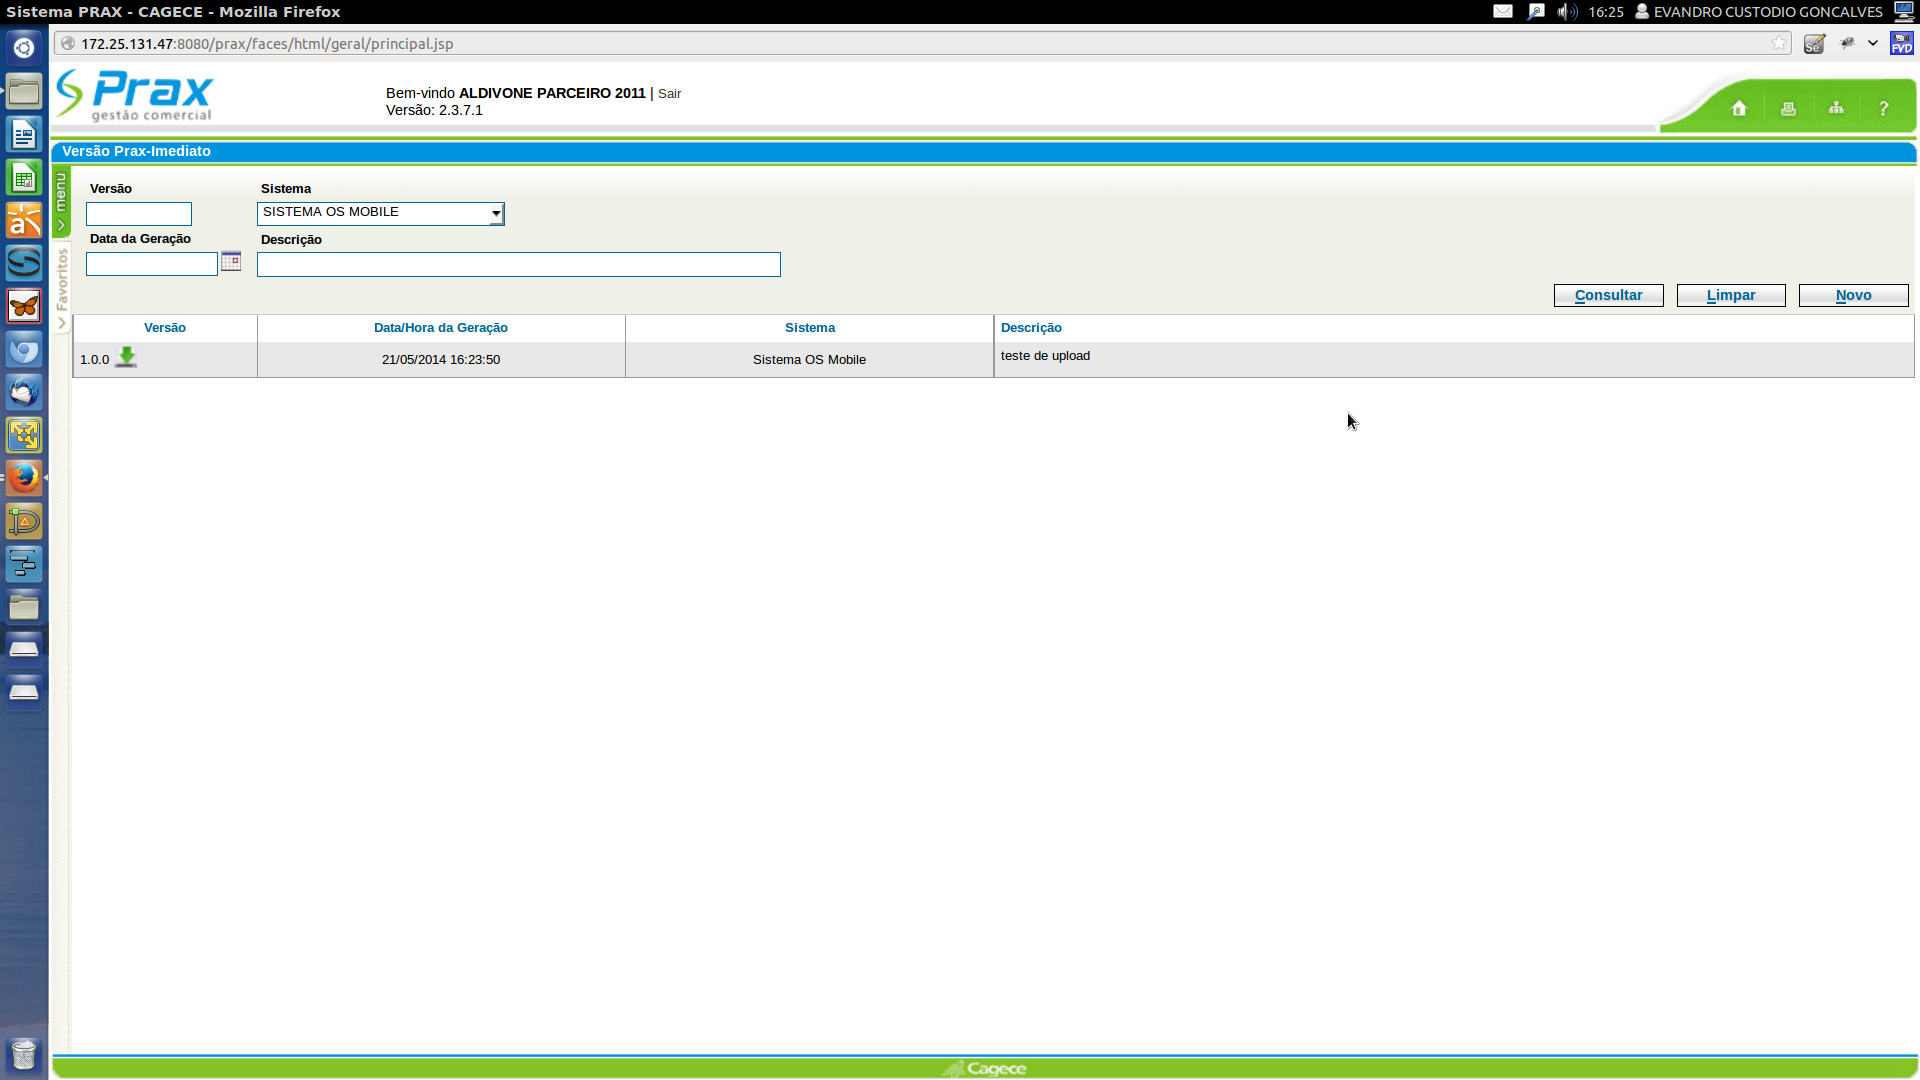 Sistema PRAX - CAGECE - Mozilla Firefox
16:25 EVANDRO CUSTODIO GONCALVES
172.25.131.47:8080/prax/faces/html/geral/principal.jsp
Se
FVD
Prax
gestão comercial
Bem-vindo ALDIVONE PARCEIRO 2011 | Sair
Versão: 2.3.7.1
?
Versão Prax-Imediato
> menu
> Favoritos
Versão Sistema
SISTEMA OS MOBILE
Data da Geração Descrição
Consultar Limpar Novo
Versão Data/Hora da Geração Sistema Descrição
1.0.0 21/05/2014 16:23:50 Sistema OS Mobile teste de upload
Cagece